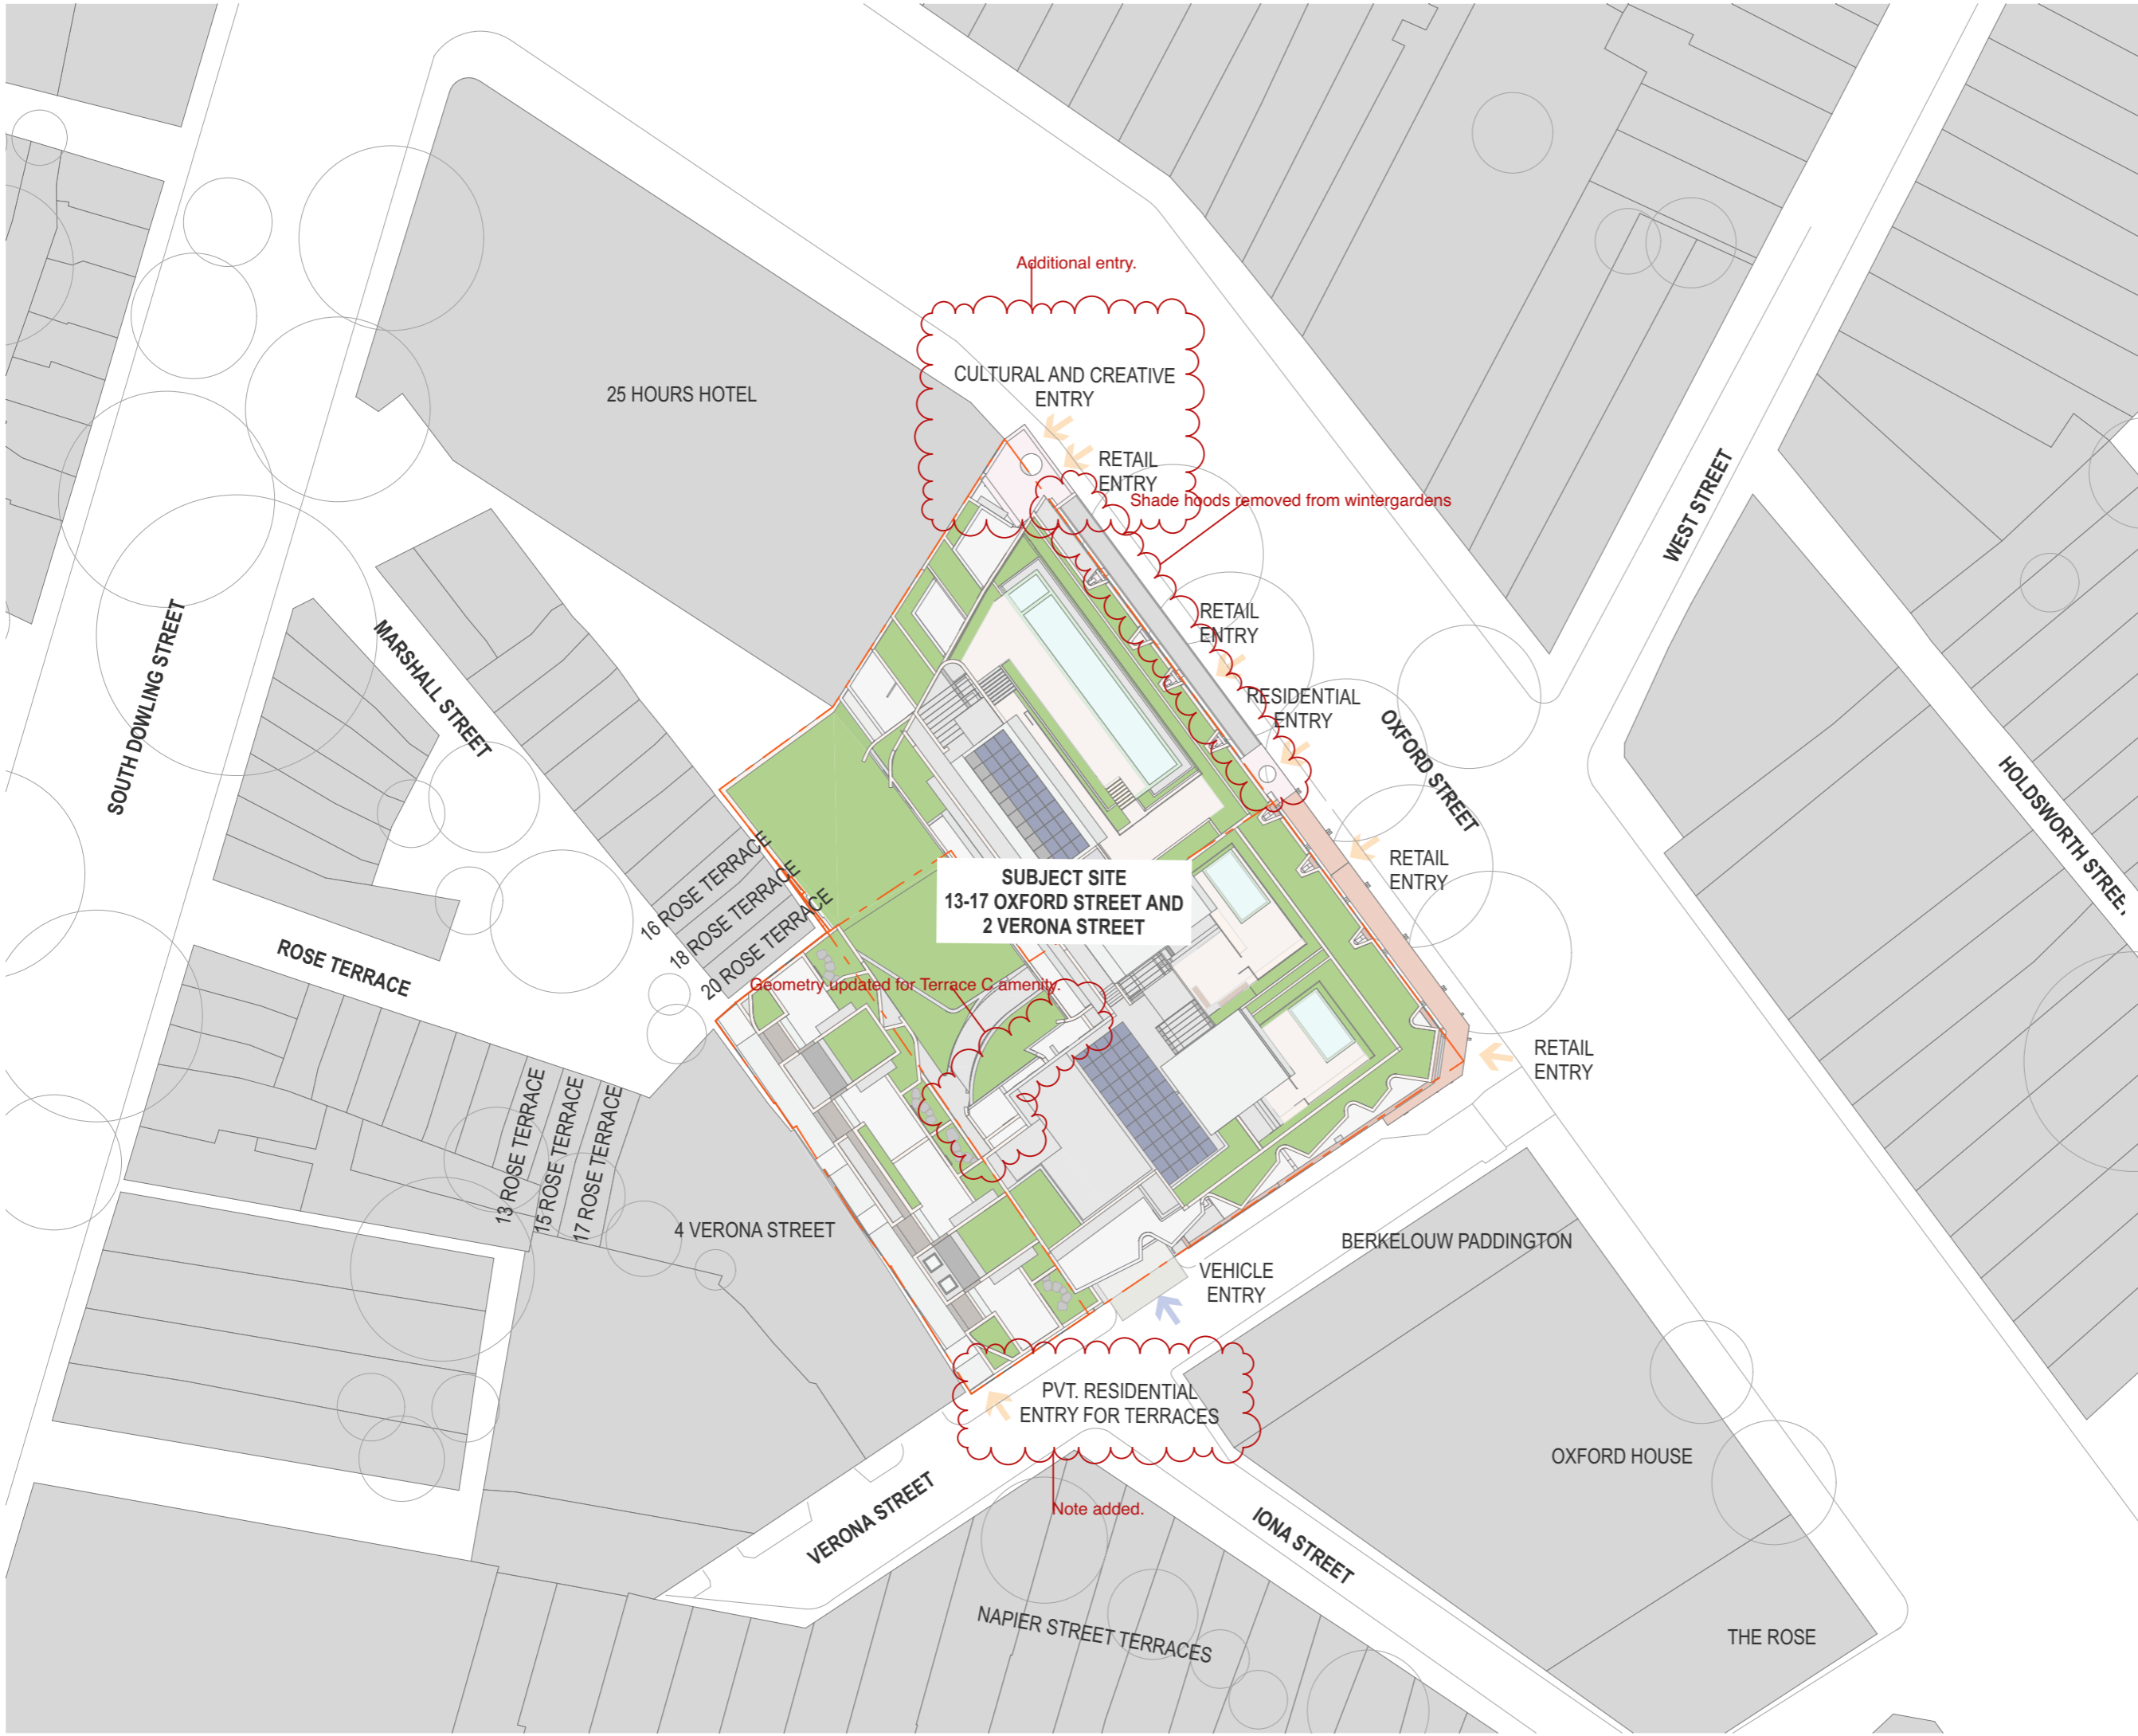 Additional entry.
CULTURAL AND CREATIVE
ENTRY
25 HOURS HOTEL
RETAIL
ENTRY
Shade hoods removed from wintergardens
WEST STREET
RETAIL
ENTRY
RESIDENTIAL
ENTRY
OXFORD STREET
MARSHALL STREET
SOUTH DOWLING STREET
HOLDSWORTH STREET
16 ROSE TERRACE
18 ROSE TERRACE
20 ROSE TERRACE
SUBJECT SITE
13-17 OXFORD STREET AND
2 VERONA STREET
RETAIL
ENTRY
ROSE TERRACE
Geometry updated for Terrace C amenity.
RETAIL
ENTRY
13 ROSE TERRACE
15 ROSE TERRACE
17 ROSE TERRACE
4 VERONA STREET
BERKELOUW PADDINGTON
VEHICLE
ENTRY
PVT. RESIDENTIAL
ENTRY FOR TERRACES
OXFORD HOUSE
VERONA STREET
Note added.
IONA STREET
NAPIER STREET TERRACES
THE ROSE